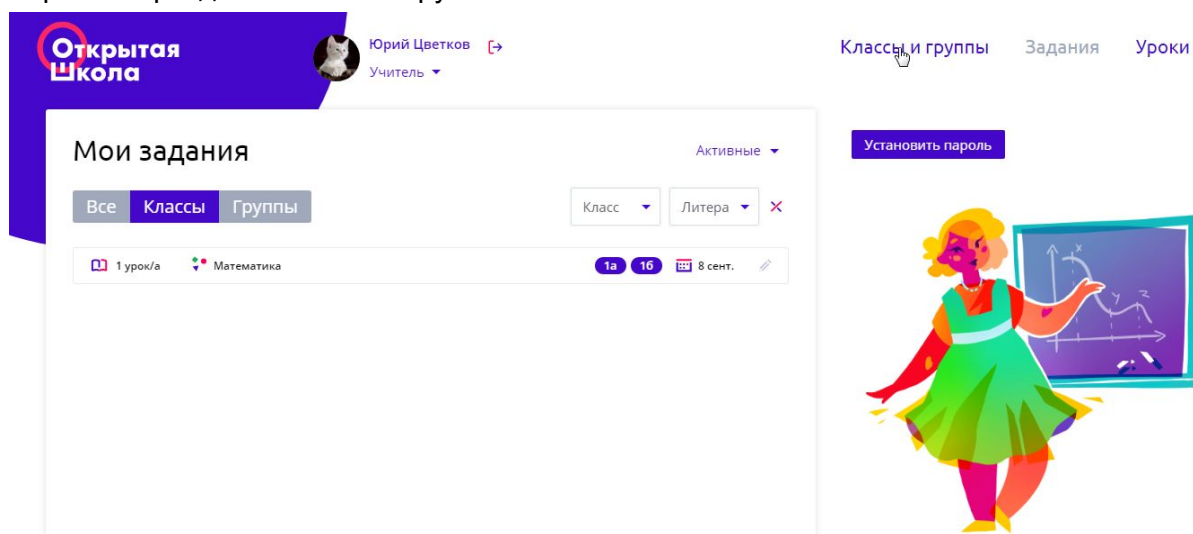 Открытая
Школа
Юрий Цветков
Учитель
Классы и группы Задания Уроки
Мои задания
Активные
Установить пароль
Все Классы Группы
Класс
Литера
1 урок/а Математика 1а 1б 8 сент.
x
y
z